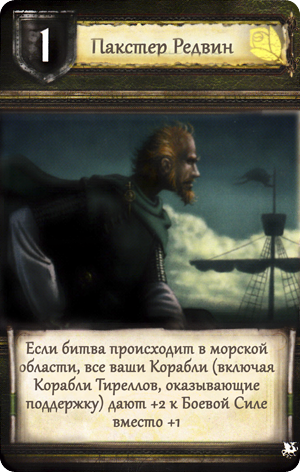 1
Пакстер Редвин
Если битва происходит в морской
области, все ваши Корабли (включая
Корабли Тиреллов, оказывающие
поддержку) дают +2 к Боевой Силе
вместо +1